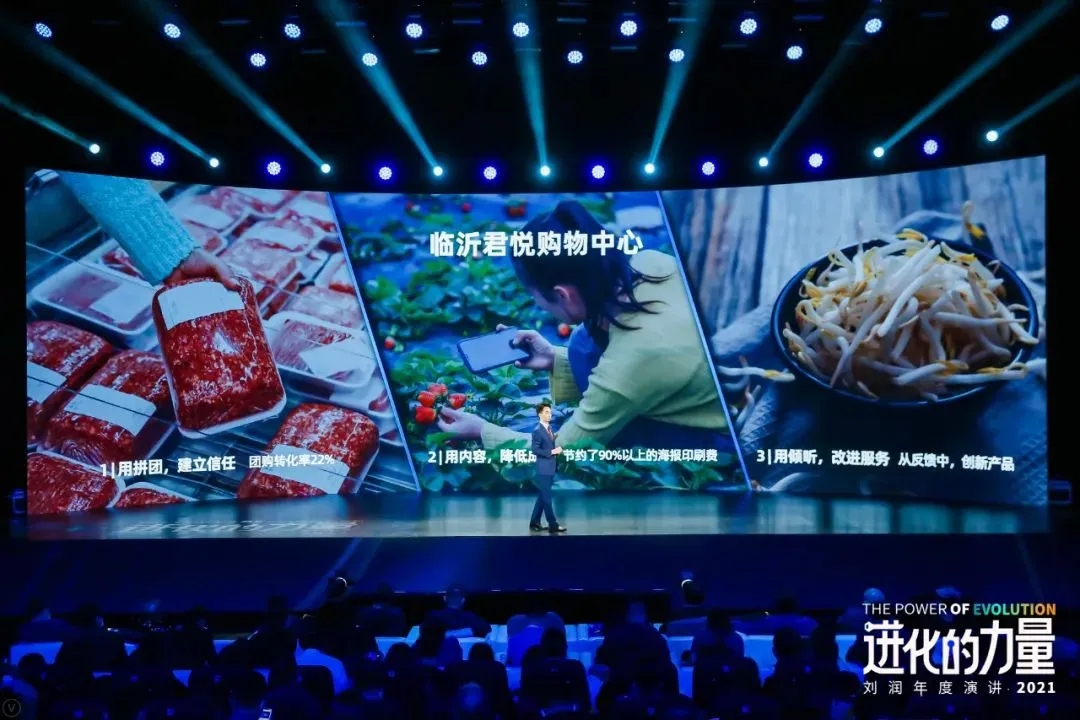 临沂君悦购物中心
1|用拼团，建立信任 团购转化率22%
2|用内容，降低 节约了90%以上的海报印刷费
3|用倾听，改进服务 从反馈中，创新产品
THE POWER OF EVOLUTION
进化的力量
刘润年度演讲·2021
V